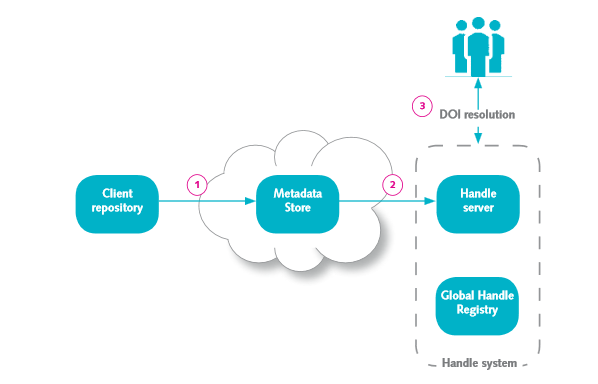 3
DOI resolution
1
2
Client
repository
Metadata
Store
Handle
server
Global Handle
Registry
Handle system